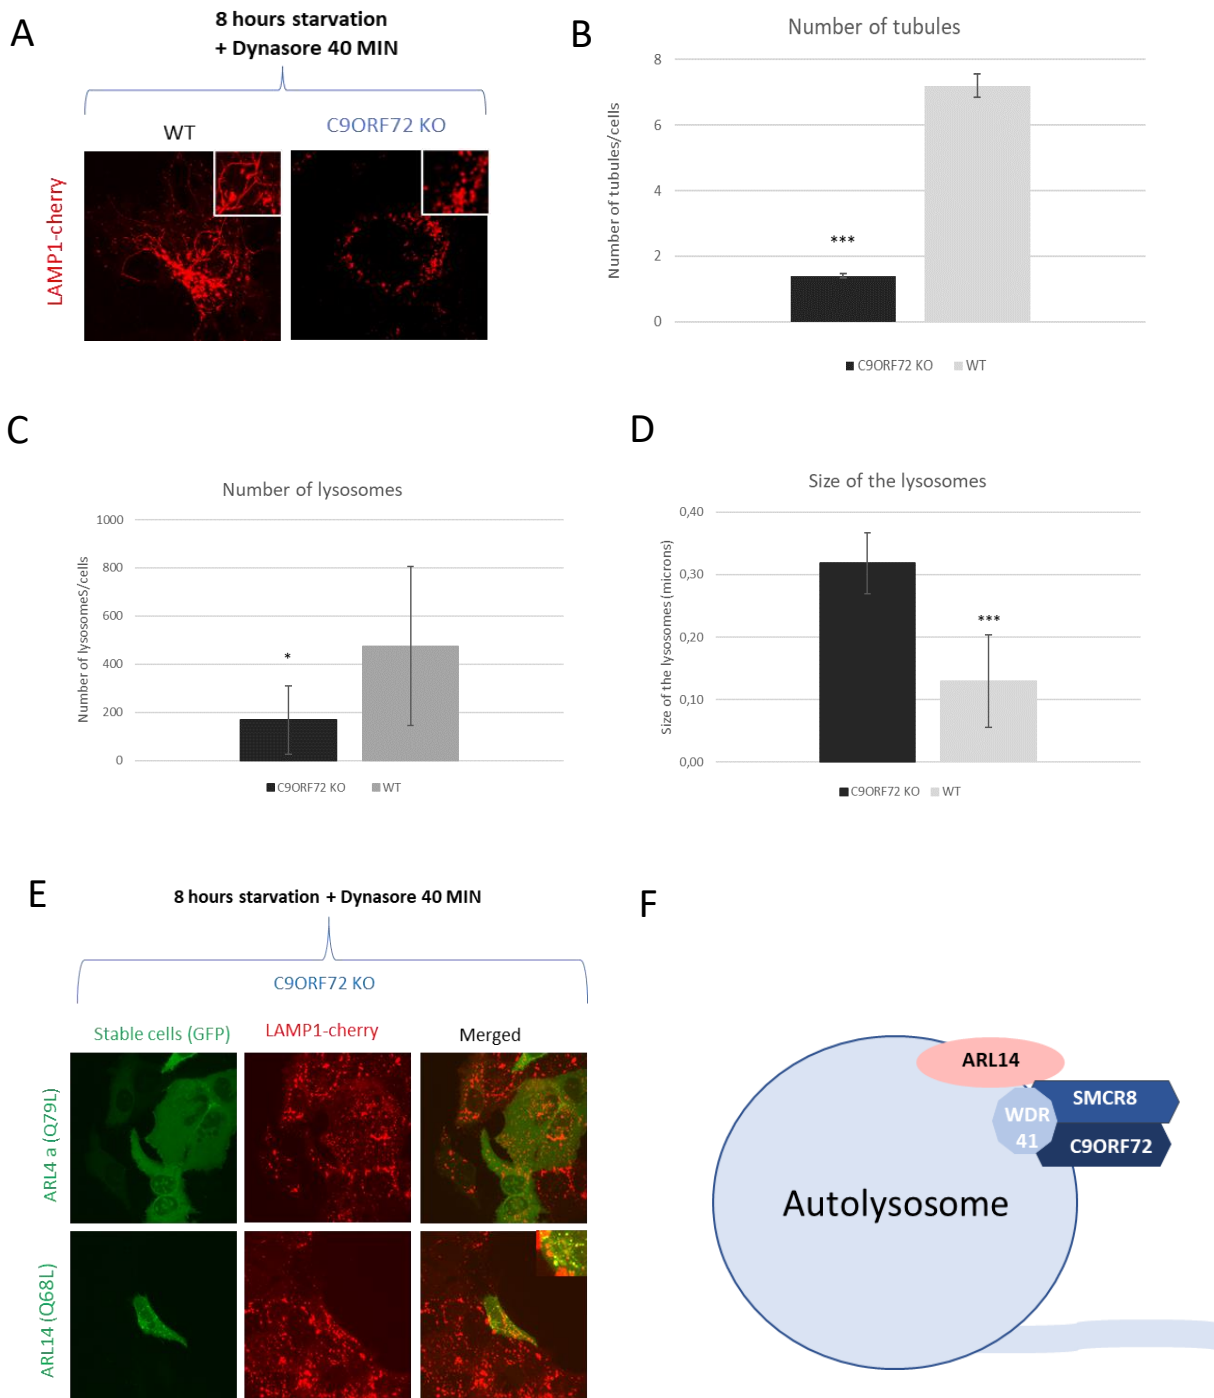 A
8 hours starvation
+ Dynasore 40 MIN
WT
C9ORF72 KO
LAMP1-cherry
B
Number of tubules
Number of tubules/cells
8
6
4
2
0
***
C9ORF72 KO
WT
C
Number of lysosomes
Number of lysosomeS/cells
1000
800
600
400
200
0
*
C9ORF72 KO
WT
D
Size of the lysosomes
Size of the lysosomes (microns)
0,40
0,30
0,20
0,10
0,00
***
C9ORF72 KO
WT
E
8 hours starvation + Dynasore 40 MIN
C9ORF72 KO
Stable cells (GFP)
LAMP1-cherry
Merged
ARL4 a (Q79L)
ARL14 (Q68L)
F
ARL14
WDR
41
SMCR8
C9ORF72
Autolysosome